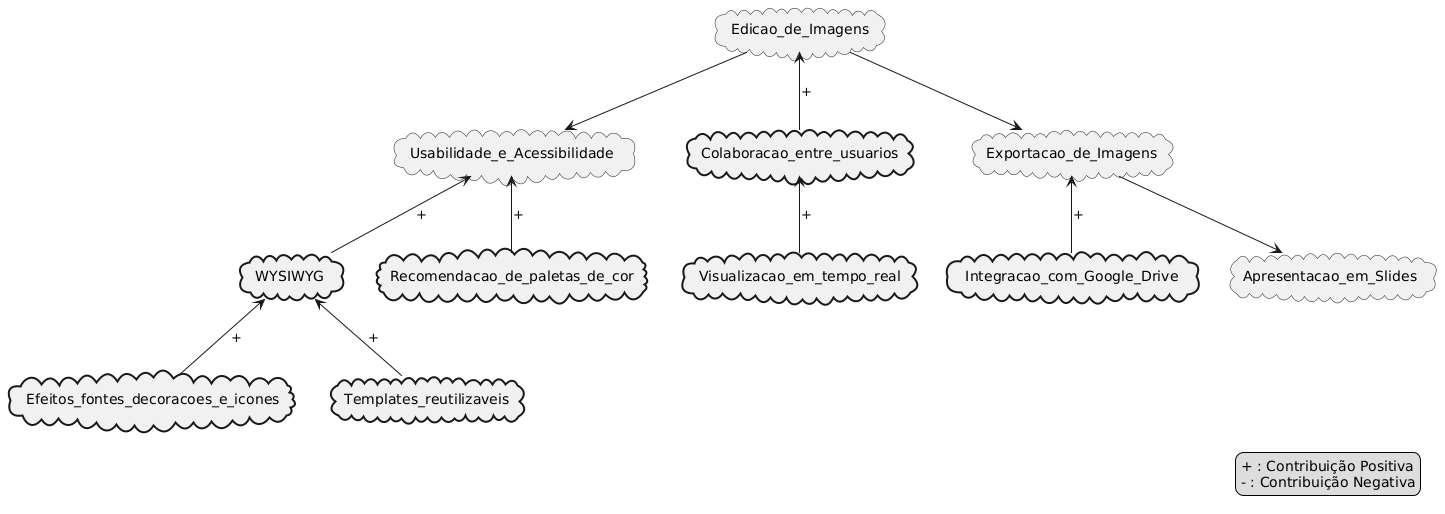 Edicao_de_Imagens
+
Usabilidade_e_Acessibilidade
Colaboracao_entre_usuarios
Exportacao_de_Imagens
+
+
+
+
WYSIWYG
Recomendacao_de_paletas_de_cor
Visualizacao_em_tempo_real
Integracao_com_Google_Drive
Apresentacao_em_Slides
+
+
Efeitos_fontes_decoracoes_e_icones
Templates_reutilizaveis
+ : Contribuição Positiva
- : Contribuição Negativa